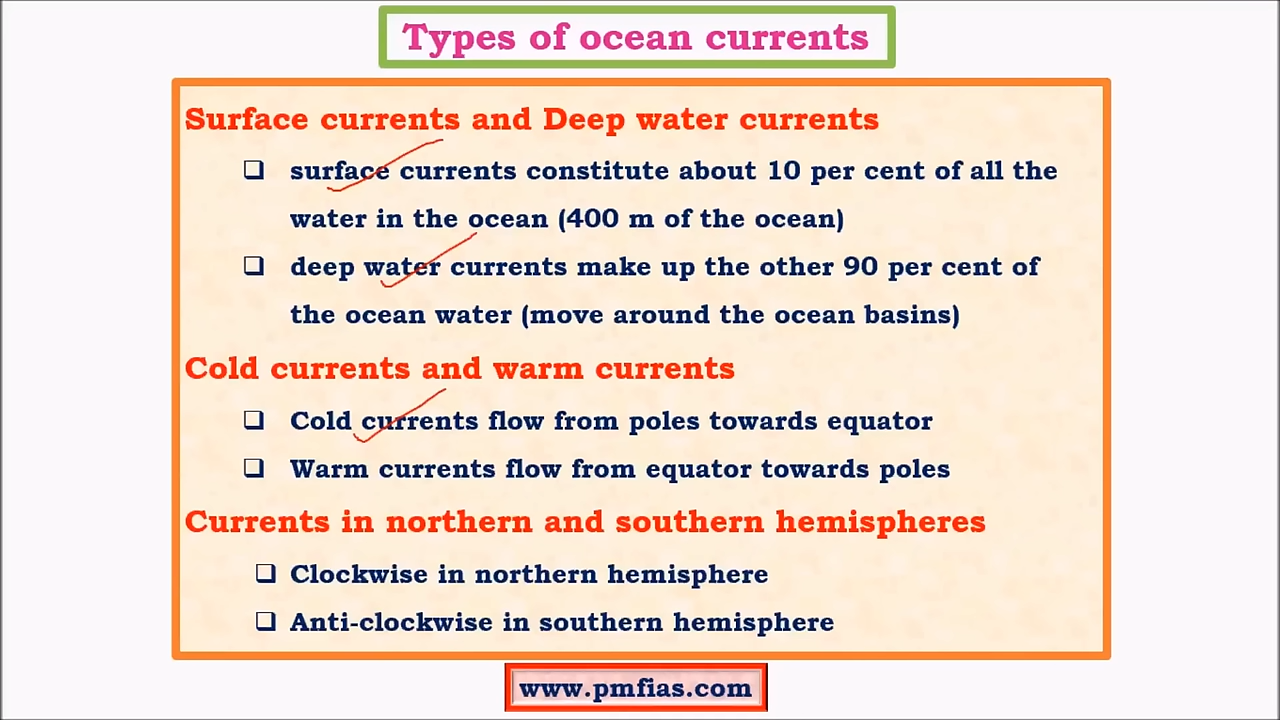 Types of ocean currents
Surface currents and Deep water currents
❑ surface currents constitute about 10 per cent of all the
water in the ocean (400 m of the ocean)
❑ deep water currents make up the other 90 per cent of
the ocean water (move around the ocean basins)
Cold currents and warm currents
❑ Cold currents flow from poles towards equator
❑ Warm currents flow from equator towards poles
Currents in northern and southern hemispheres
❑ Clockwise in northern hemisphere
❑ Anti-clockwise in southern hemisphere
www.pmfias.com